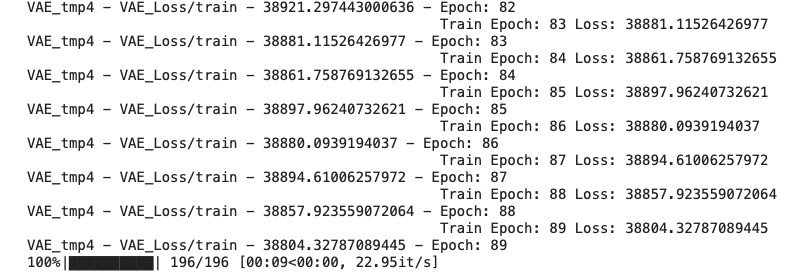 VAE_tmp4 - VAE_Loss/train - 38921.297443000636 - Epoch: 82
Train Epoch: 83 Loss: 38881.11526426977
VAE_tmp4 - VAE_Loss/train - 38881.11526426977 - Epoch: 83
Train Epoch: 84 Loss: 38861.758769132655
VAE_tmp4 - VAE_Loss/train - 38861.758769132655 - Epoch: 84
Train Epoch: 85 Loss: 38897.96240732621
VAE_tmp4 - VAE_Loss/train - 38897.96240732621 - Epoch: 85
Train Epoch: 86 Loss: 38880.0939194037
VAE_tmp4 - VAE_Loss/train - 38880.0939194037 - Epoch: 86
Train Epoch: 87 Loss: 38894.61006257972
VAE_tmp4 - VAE_Loss/train - 38894.61006257972 - Epoch: 87
Train Epoch: 88 Loss: 38857.923559072064
VAE_tmp4 - VAE_Loss/train - 38857.923559072064 - Epoch: 88
Train Epoch: 89 Loss: 38804.32787089445
VAE_tmp4 - VAE_Loss/train - 38804.32787089445 - Epoch: 89
100%|██████████| 196/196 [00:09<00:00, 22.95it/s]